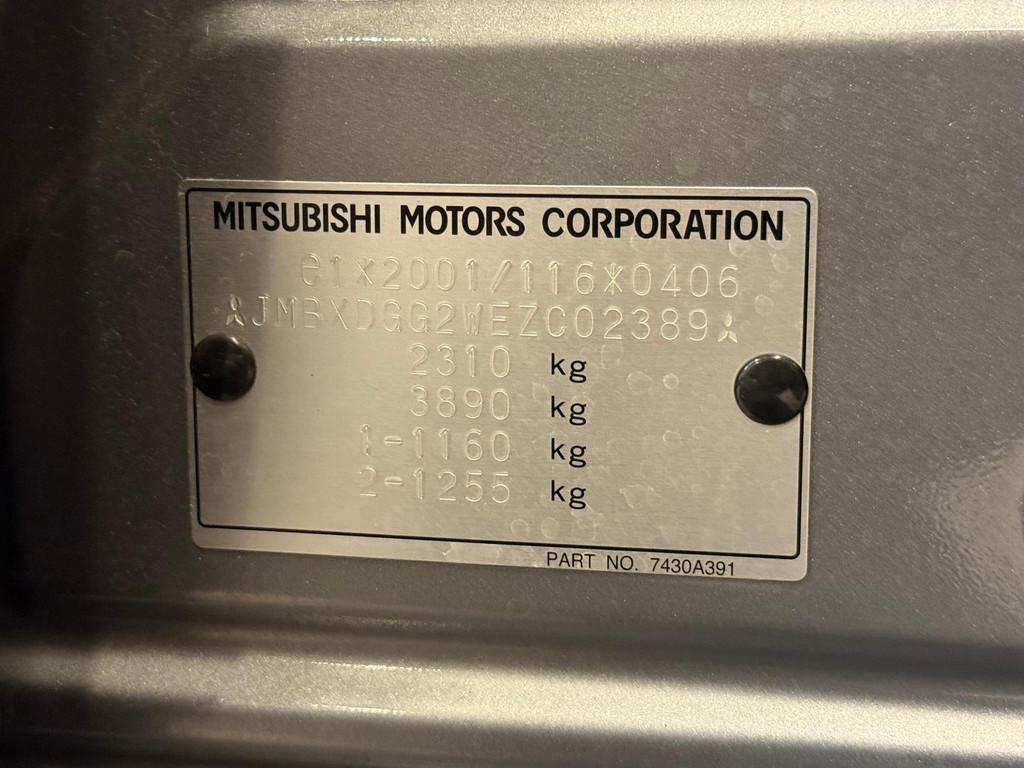 MITSUBISHI MOTORS CORPORATION
e1*2001/116*0406
JMBXDGG2WEZC02389
2310 kg
3890 kg
1-1160 kg
2-1255 kg
PART NO. 7430A391